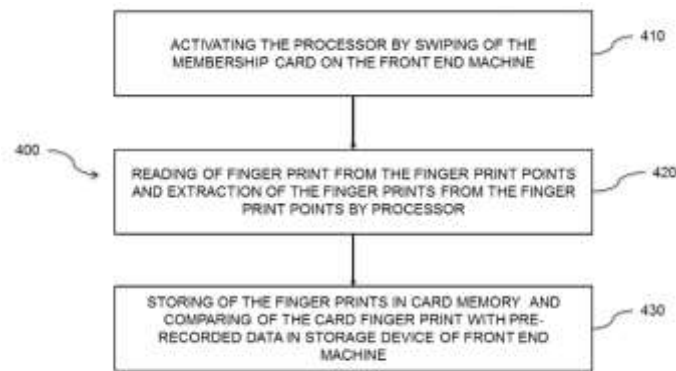 ACTIVATING THE PROCESSOR BY SWIPING OF THE
MEMBERSHIP CARD ON THE FRONT END MACHINE
410
400
READING OF FINGER PRINT FROM THE FINGER PRINT POINTS
AND EXTRACTION OF THE FINGER PRINTS FROM THE FINGER
PRINT POINTS BY PROCESSOR
420
STORING OF THE FINGER PRINTS IN CARD MEMORY AND
COMPARING OF THE CARD FINGER PRINT WITH PRE-
RECORDED DATA IN STORAGE DEVICE OF FRONT END
MACHINE
430